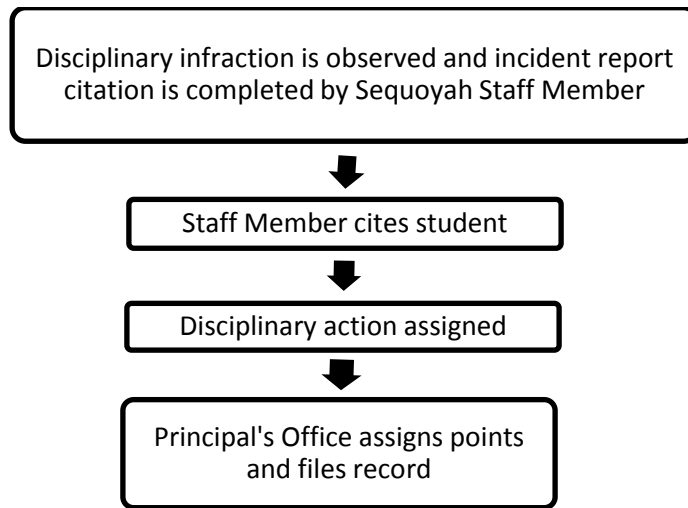 Disciplinary infraction is observed and incident report
citation is completed by Sequoyah Staff Member
Staff Member cites student
Disciplinary action assigned
Principal's Office assigns points
and files record